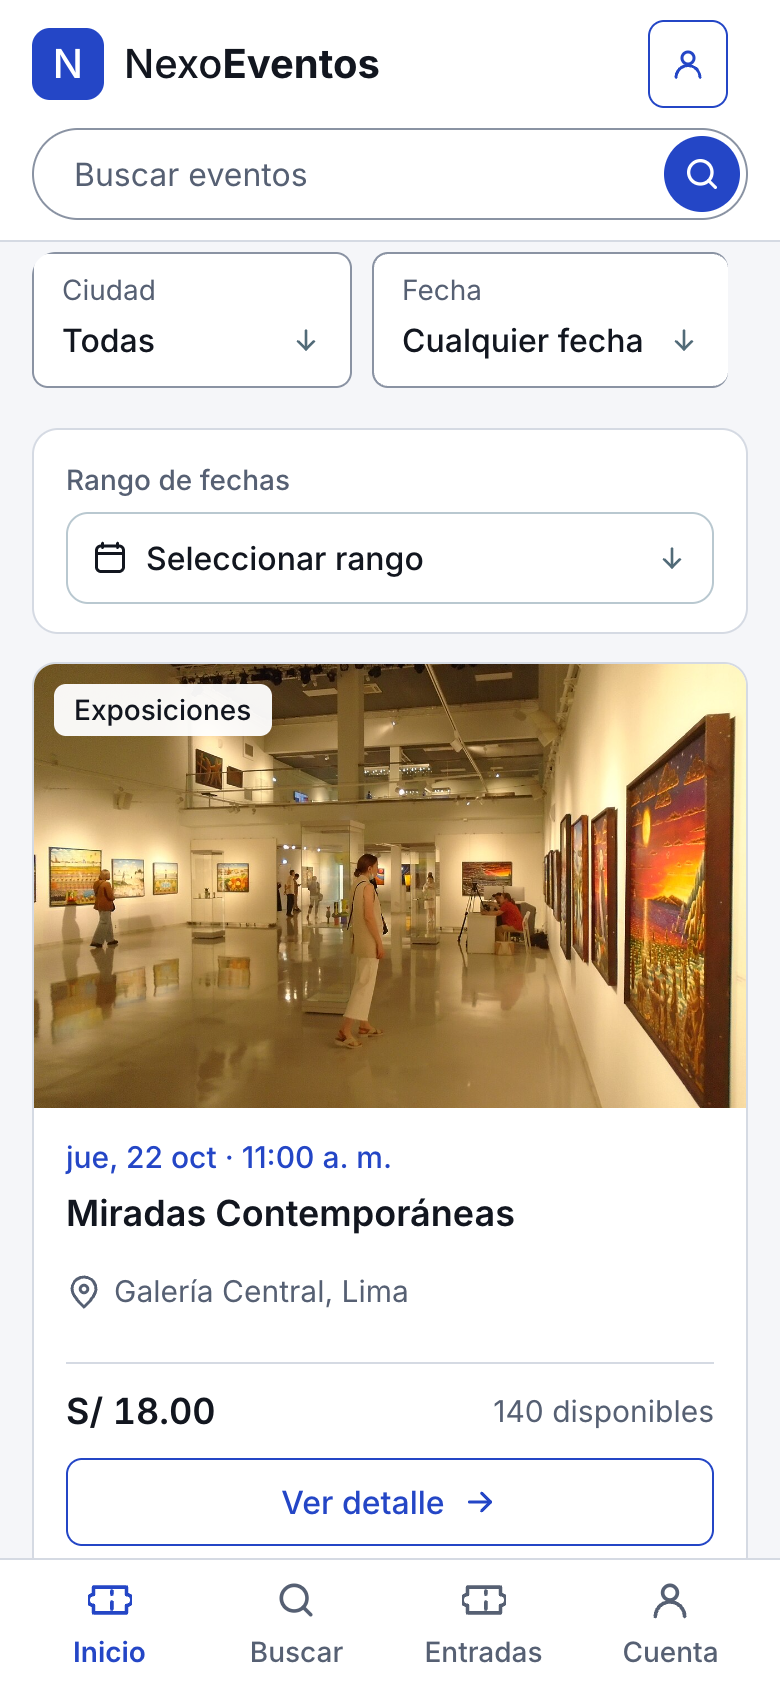 N NexoEventos
Buscar eventos
Ciudad
Todas
Fecha
Cualquier fecha
Rango de fechas
Seleccionar rango
Exposiciones
jue, 22 oct · 11:00 a. m.
Miradas Contemporáneas
Galería Central, Lima
S/ 18.00
140 disponibles
Ver detalle
Inicio
Buscar
Entradas
Cuenta